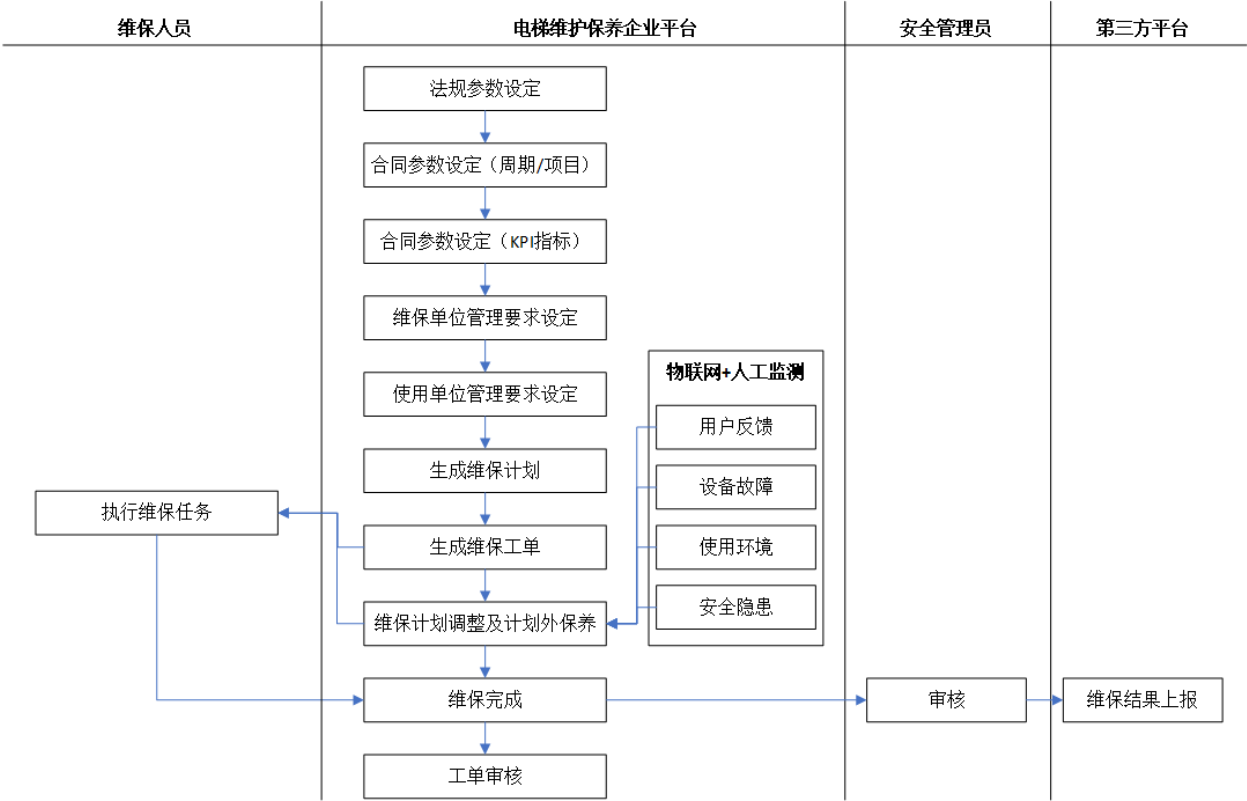 维保人员
电梯维护保养企业平台
安全管理员
第三方平台
法规参数设定
合同参数设定（周期/项目）
合同参数设定（KPI指标）
维保单位管理要求设定
使用单位管理要求设定
生成维保计划
生成维保工单
维保计划调整及计划外保养
维保完成
工单审核
执行维保任务
物联网+人工监测
用户反馈
设备故障
使用环境
安全隐患
审核
维保结果上报